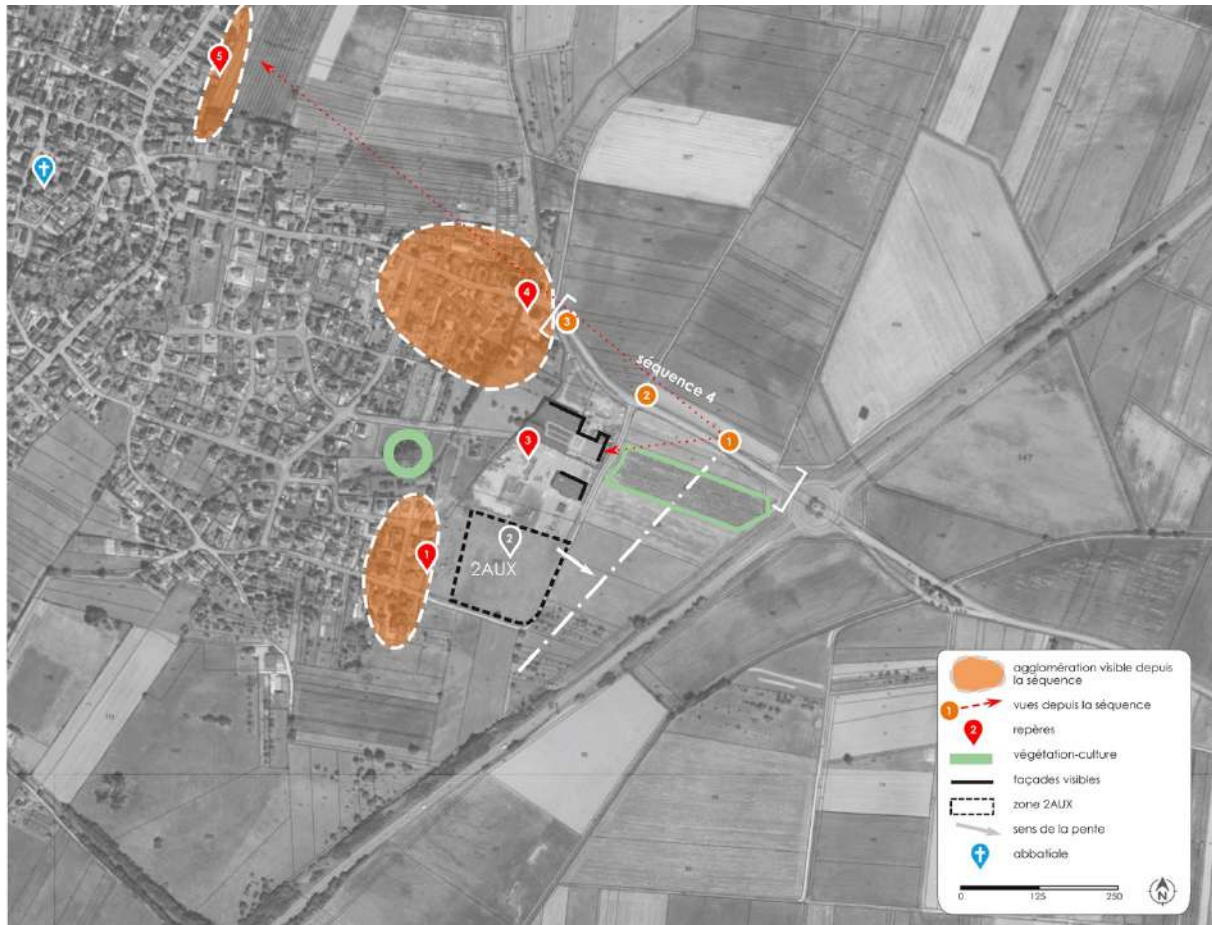 5
4
3
séquence 4
2
1
3
1
2
2AUX
147
agglomération visible depuis
la séquence
1
vues depuis la séquence
2
repères
végétation-culture
façades visibles
zone 2AUX
sens de la pente
abbatiale
0
125
250
N